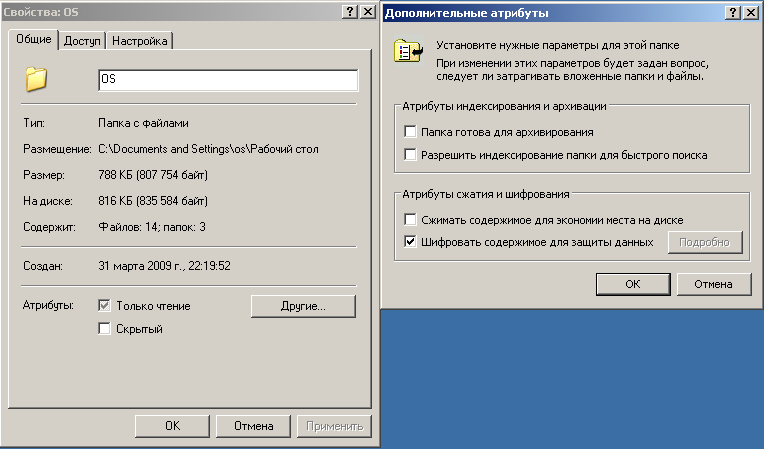 Свойства: OS
Общие
Доступ
Настройка
OS
Тип: Папка с файлами
Размещение: C:\Documents and Settings\os\Рабочий стол
Размер: 788 КБ (807 754 байт)
На диске: 816 КБ (835 584 байт)
Содержит: Файлов: 14; папок: 3
Создан: 31 марта 2009 г., 22:19:52
Атрибуты: Только чтение
Другие...
Скрытый
OK
Отмена
Применить
Дополнительные атрибуты
Установите нужные параметры для этой папке
При изменении этих параметров будет задан вопрос,
следует ли затрагивать вложенные папки и файлы.
Атрибуты индексирования и архивации
Папка готова для архивирования
Разрешить индексирование папки для быстрого поиска
Атрибуты сжатия и шифрования
Сжимать содержимое для экономии места на диске
Шифровать содержимое для защиты данных
Подробно
OK
Отмена